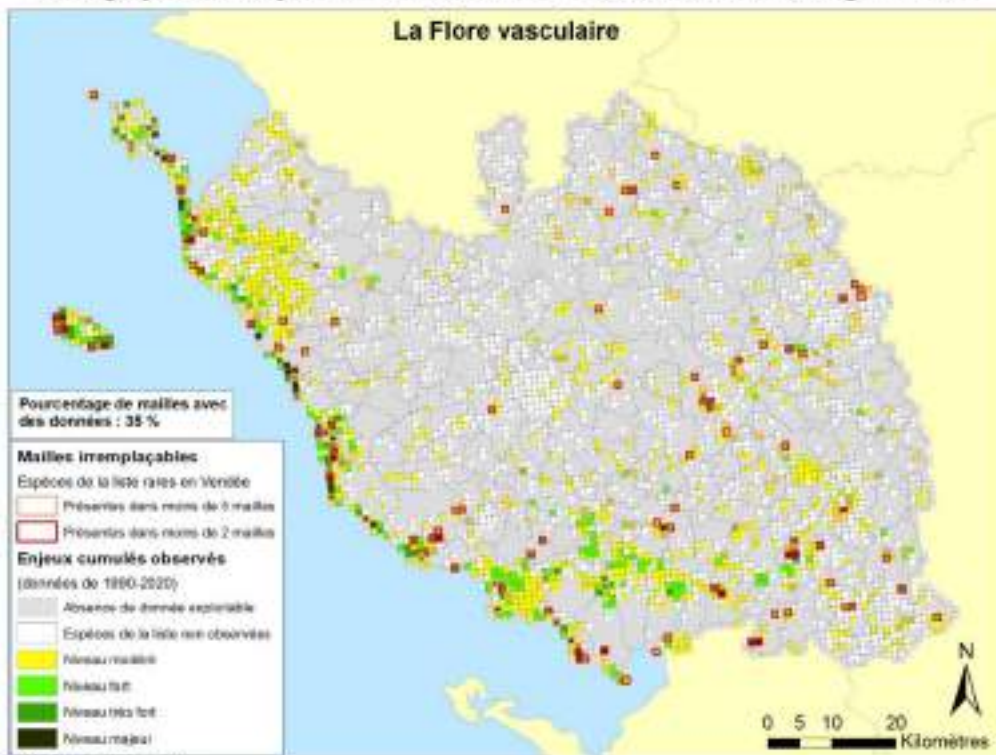 La Flore vasculaire
Pourcentage de mailles avec
des données : 35 %
Mailles irremplaçables
Espèces de la liste rares en Vendée
Présentes dans moins de 5 mailles
Présentes dans moins de 2 mailles
Enjeux cumulés observés
(données de 1990-2020)
Absence de donnée exploitable
Espèces de la liste non observées
Niveau modéré
Niveau fort
Niveau très fort
Niveau majeur
N
0 5 10 20
Kilomètres